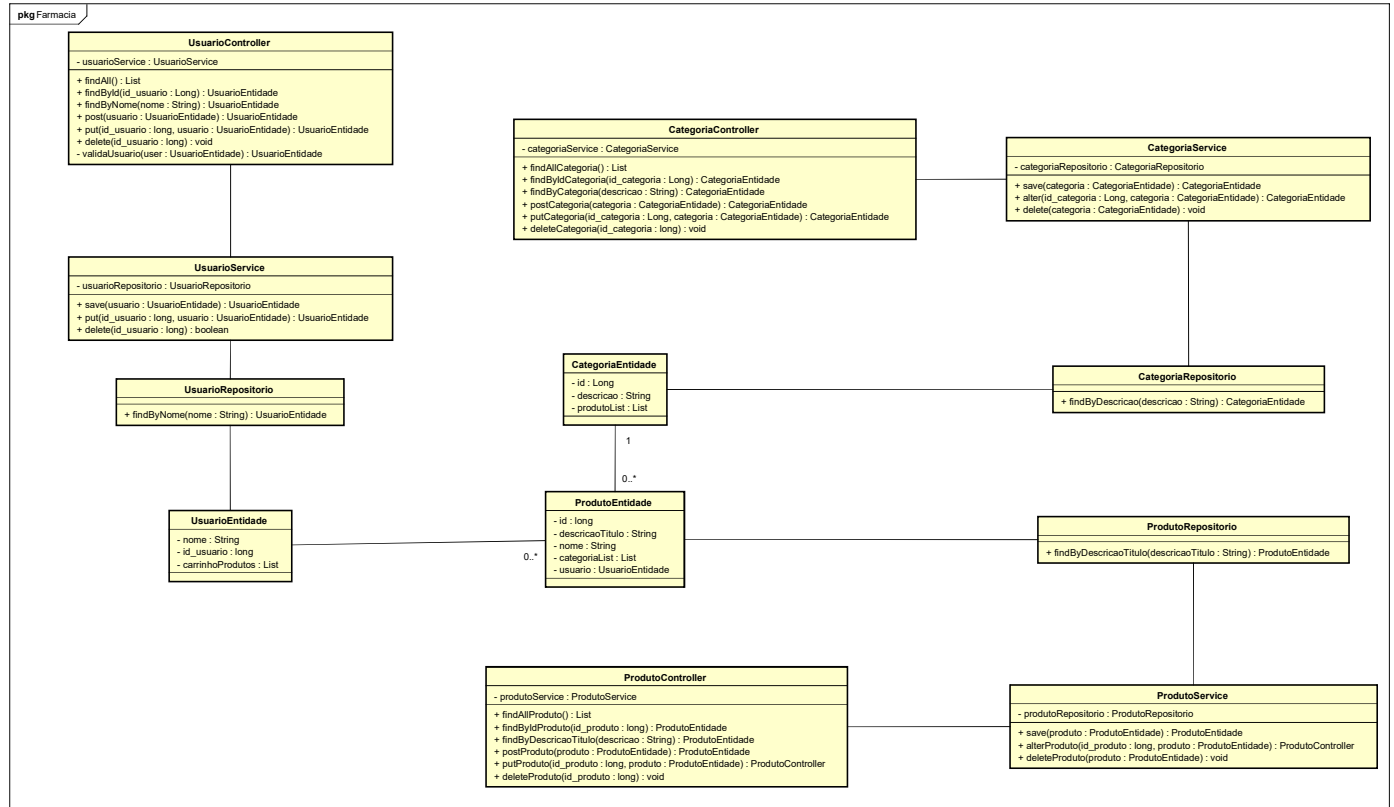 pkg Farmacia
UsuarioController
- usuarioService : UsuarioService
+ findAll() : List
+ findById(id_usuario : Long) : UsuarioEntidade
+ findByNome(nome : String) : UsuarioEntidade
+ post(usuario : UsuarioEntidade) : UsuarioEntidade
+ put(id_usuario : long, usuario : UsuarioEntidade) : UsuarioEntidade
+ delete(id_usuario : long) : void
- validaUsuario(user : UsuarioEntidade) : UsuarioEntidade
CategoriaController
- categoriaService : CategoriaService
+ findAllCategoria() : List
+ findByIdCategoria(id_categoria : Long) : CategoriaEntidade
+ findByCategoria(descricao : String) : CategoriaEntidade
+ postCategoria(categoria : CategoriaEntidade) : CategoriaEntidade
+ putCategoria(id_categoria : Long, categoria : CategoriaEntidade) : CategoriaEntidade
+ deleteCategoria(id_categoria : long) : void
CategoriaService
- categoriaRepositorio : CategoriaRepositorio
+ save(categoria : CategoriaEntidade) : CategoriaEntidade
+ alter(id_categoria : Long, categoria : CategoriaEntidade) : CategoriaEntidade
+ delete(categoria : CategoriaEntidade) : void
UsuarioService
- usuarioRepositorio : UsuarioRepositorio
+ save(usuario : UsuarioEntidade) : UsuarioEntidade
+ put(id_usuario : long, usuario : UsuarioEntidade) : UsuarioEntidade
+ delete(id_usuario : long) : boolean
UsuarioRepositorio
+ findByNome(nome : String) : UsuarioEntidade
CategoriaEntidade
- id : Long
- descricao : String
- produtoList : List
CategoriaRepositorio
+ findByDescricao(descricao : String) : CategoriaEntidade
1
0..*
UsuarioEntidade
- nome : String
- id_usuario : long
- carrinhoProdutos : List
0..*
ProdutoEntidade
- id : long
- descricaoTitulo : String
- nome : String
- categoriaList : List
- usuario : UsuarioEntidade
ProdutoRepositorio
+ findByDescricaoTitulo(descricaoTitulo : String) : ProdutoEntidade
ProdutoController
- produtoService : ProdutoService
+ findAllProduto() : List
+ findByIdProduto(id_produto : long) : ProdutoEntidade
+ findByDescricaoTitulo(descricao : String) : ProdutoEntidade
+ postProduto(produto : ProdutoEntidade) : ProdutoEntidade
+ putProduto(id_produto : long, produto : ProdutoEntidade) : ProdutoController
+ deleteProduto(id_produto : long) : void
ProdutoService
- produtoRepositorio : ProdutoRepositorio
+ save(produto : ProdutoEntidade) : ProdutoEntidade
+ alterProduto(id_produto : long, produto : ProdutoEntidade) : ProdutoController
+ deleteProduto(produto : ProdutoEntidade) : void